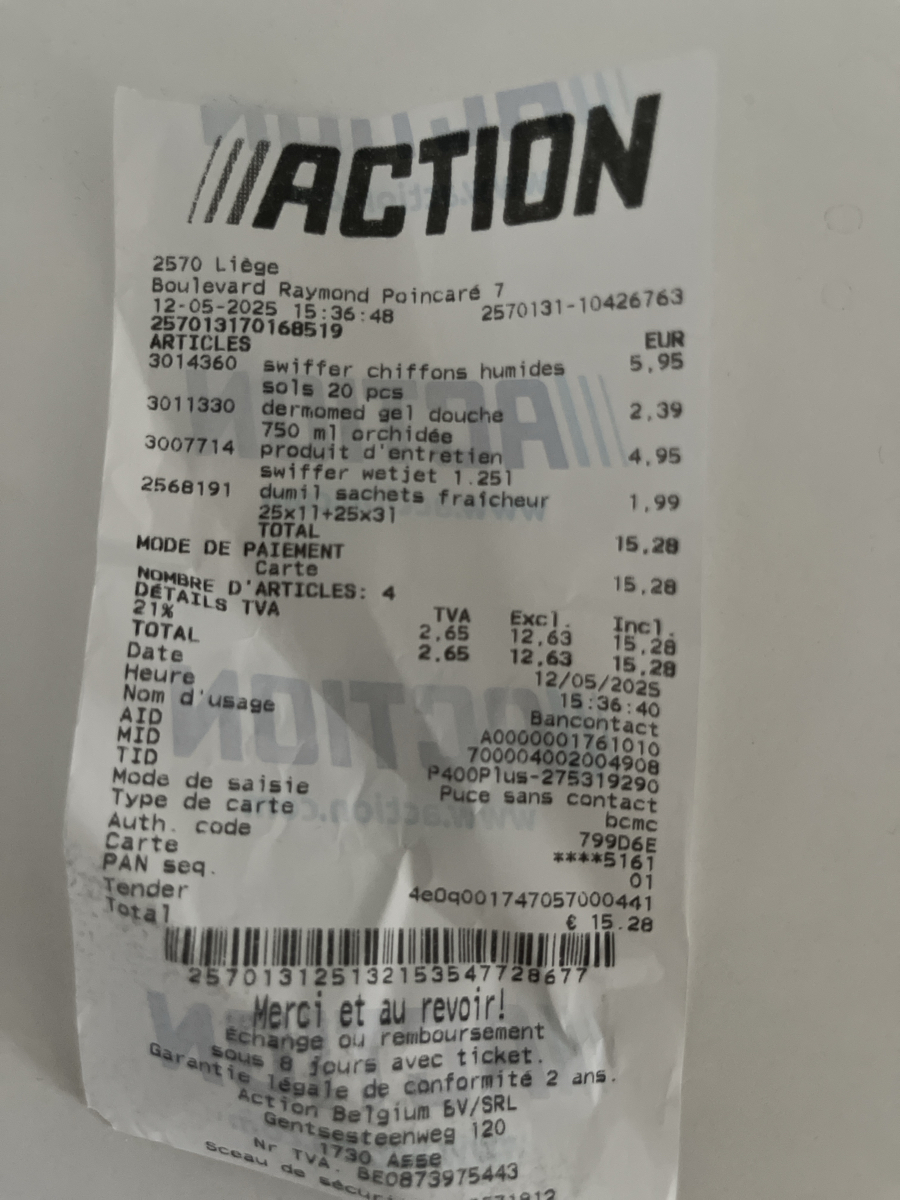 ACTION
2570 Liège
Boulevard Raymond Poincaré 7
12-05-2025 15:36:48 2570131-10426763
257013170168519
ARTICLES EUR
3014360 swiffer chiffons humides 5,95
sols 20 pcs
3011330 dermomed gel douche 2,39
750 ml orchidée
3007714 produit d'entretien 4,95
swiffer wetjet 1.25l
2568191 dumil sachets fraîcheur 1,99
25x1l+25x3l
TOTAL 15,28
MODE DE PAIEMENT
Carte 15,28
NOMBRE D'ARTICLES: 4
DÉTAILS TVA TVA Excl. Incl.
21% 2,65 12,63 15,28
TOTAL 2.65 12,63 15,28
Date 12/05/2025
Heure 15:36:40
Nom d'usage Bancontact
AID A0000001761010
MID 700004002004908
TID P400Plus-275319290
Mode de saisie Puce sans contact
Type de carte bcmc
Auth. code 799D6E
Carte ****5161
PAN seq. 01
Tender 4e0q001747057000441
Total € 15.28
257013125132153547728677
Merci et au revoir!
Échange ou remboursement
sous 8 jours avec ticket.
Garantie légale de conformité 2 ans.
Action Belgium BV/SRL
Gentsesteenweg 120
1730 Asse
Nr TVA. BE0873975443
Sceau de